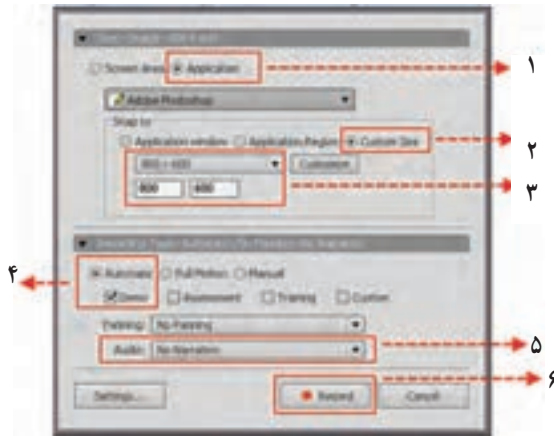 Screen Area Application ۱
Adobe Photoshop
Snap to
Application window Application Region Custom Size ۲
800 × 600 Customize
800 600 ۳
Automatic Full Motion Manual ۴
Demo Assessment Training Custom
Panning: No Panning
Audio: No Narration ۵
Settings... Record Cancel ۶